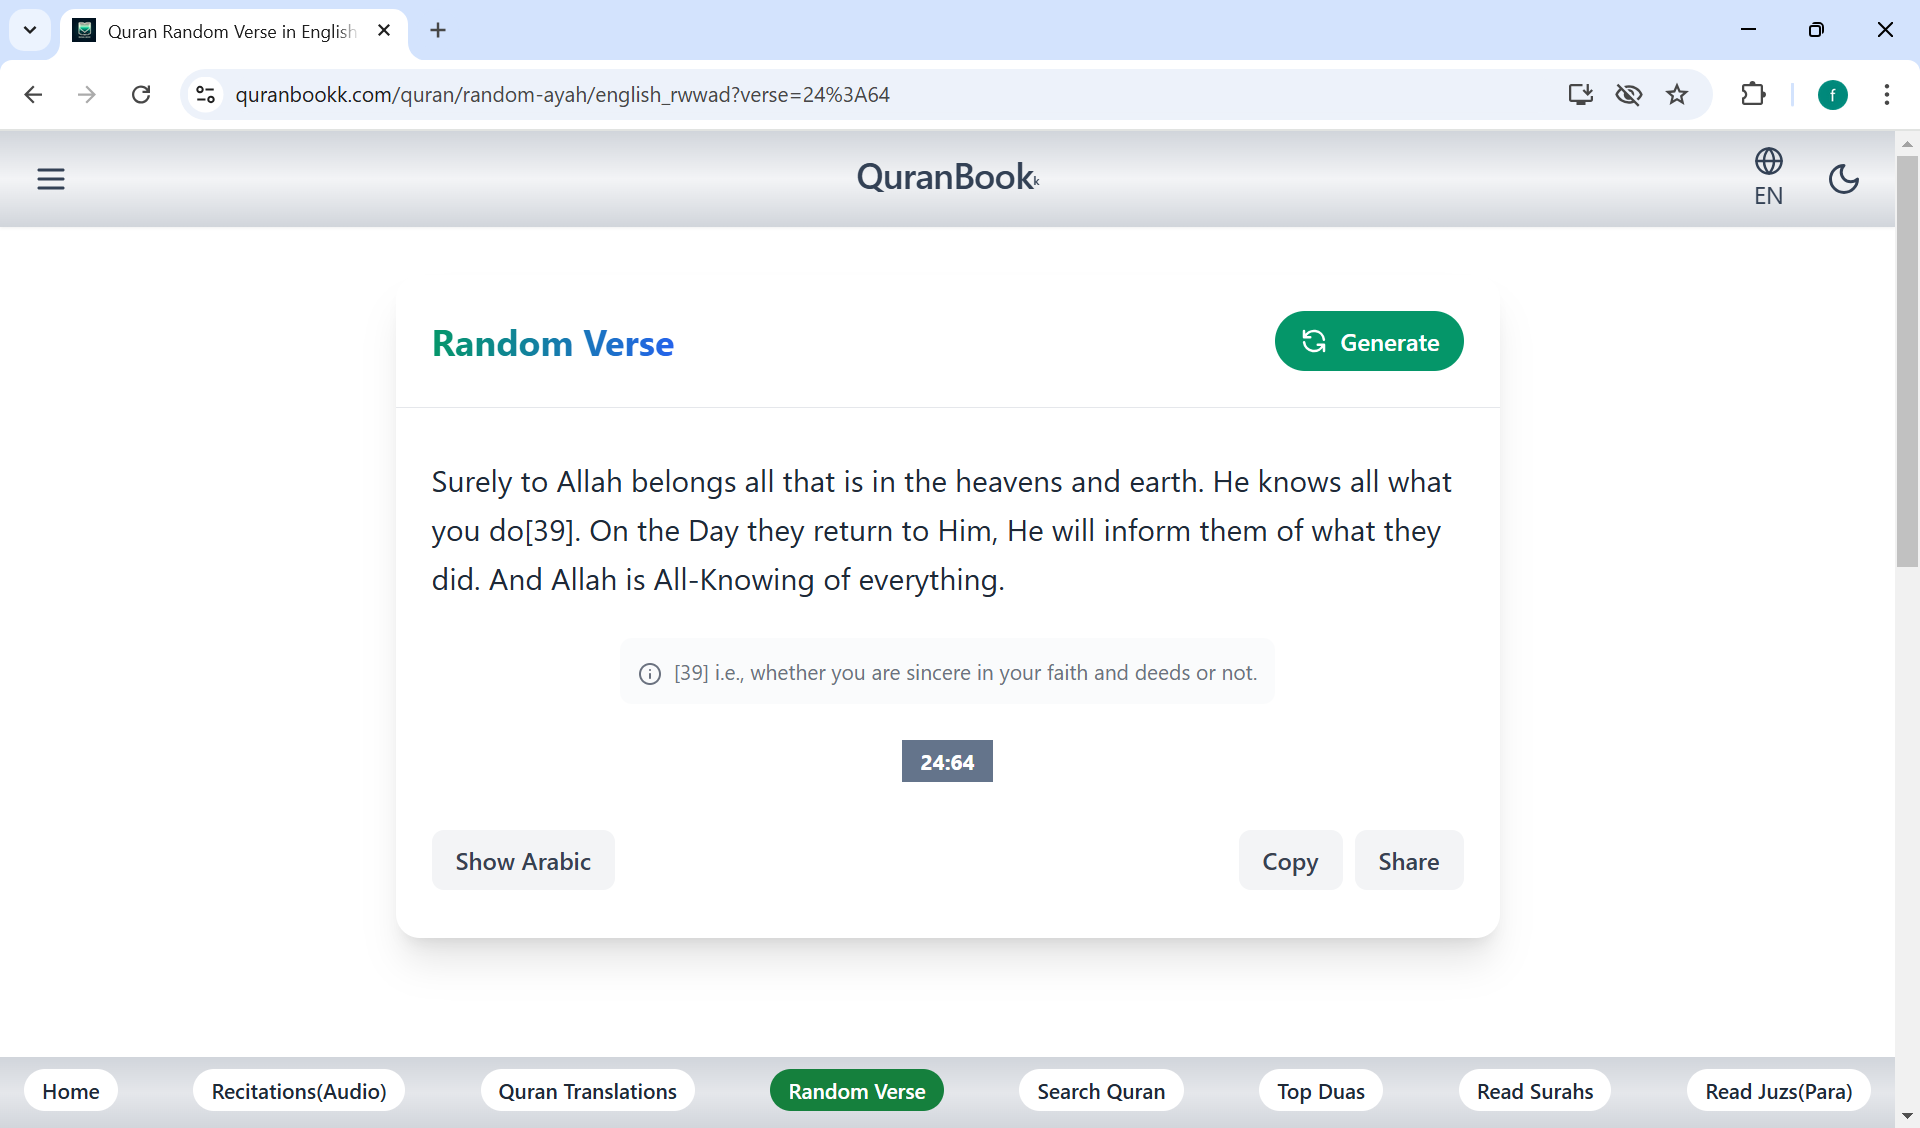 Quran Random Verse in English
quranbookk.com/quran/random-ayah/english_rwwad?verse=24%3A64
f
QuranBookk
EN
Random Verse
Generate
Surely to Allah belongs all that is in the heavens and earth. He knows all what
you do[39]. On the Day they return to Him, He will inform them of what they
did. And Allah is All-Knowing of everything.
[39] i.e., whether you are sincere in your faith and deeds or not.
24:64
Show Arabic
Copy
Share
Home
Recitations(Audio)
Quran Translations
Random Verse
Search Quran
Top Duas
Read Surahs
Read Juzs(Para)